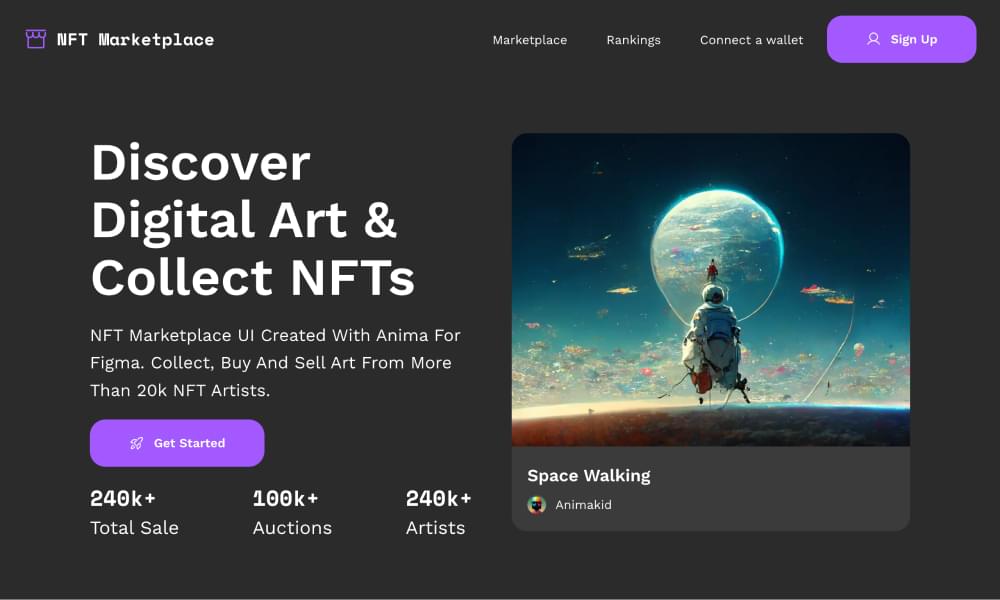 NFT Marketplace
Marketplace
Rankings
Connect a wallet
Sign Up
Discover
Digital Art &
Collect NFTs
NFT Marketplace UI Created With Anima For
Figma. Collect, Buy And Sell Art From More
Than 20k NFT Artists.
Get Started
240k+
Total Sale
100k+
Auctions
240k+
Artists
Space Walking
Animakid